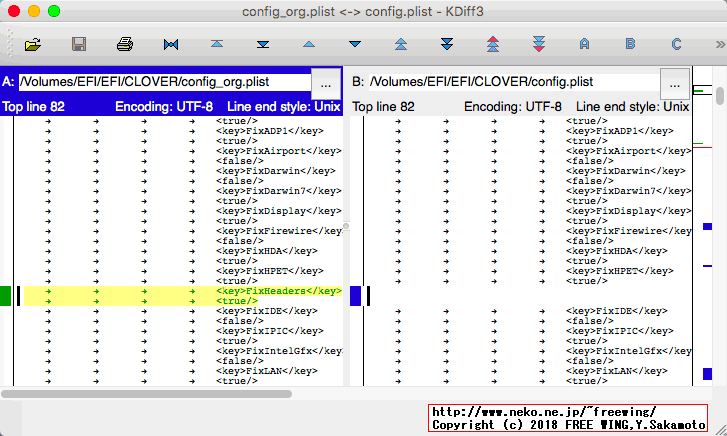 config_org.plist <-> config.plist - KDiff3
A B C »
A: /Volumes/EFI/EFI/CLOVER/config_org.plist ...
Top line 82 Encoding: UTF-8 Line end style: Unix
<true/>
<key>FixADP1</key>
<true/>
<key>FixAirport</key>
<false/>
<key>FixDarwin</key>
<false/>
<key>FixDarwin7</key>
<true/>
<key>FixDisplay</key>
<true/>
<key>FixFirewire</key>
<false/>
<key>FixHDA</key>
<true/>
<key>FixHPET</key>
<true/>
<key>FixHeaders</key>
<true/>
<key>FixIDE</key>
<false/>
<key>FixIPIC</key>
<true/>
<key>FixIntelGfx</key>
<false/>
<key>FixLAN</key>
<true/>
B: /Volumes/EFI/EFI/CLOVER/config.plist ...
Top line 82 Encoding: UTF-8 Line end style: Unix
<true/>
<key>FixADP1</key>
<true/>
<key>FixAirport</key>
<false/>
<key>FixDarwin</key>
<false/>
<key>FixDarwin7</key>
<true/>
<key>FixDisplay</key>
<true/>
<key>FixFirewire</key>
<false/>
<key>FixHDA</key>
<true/>
<key>FixHPET</key>
<true/>
<key>FixIDE</key>
<false/>
<key>FixIPIC</key>
<true/>
<key>FixIntelGfx<
<false/>
<key>FixLAN</key>
<true/>
http://www.neko.ne.jp/~freewing/
Copyright (c) 2018 FREE WING,Y.Sakamoto